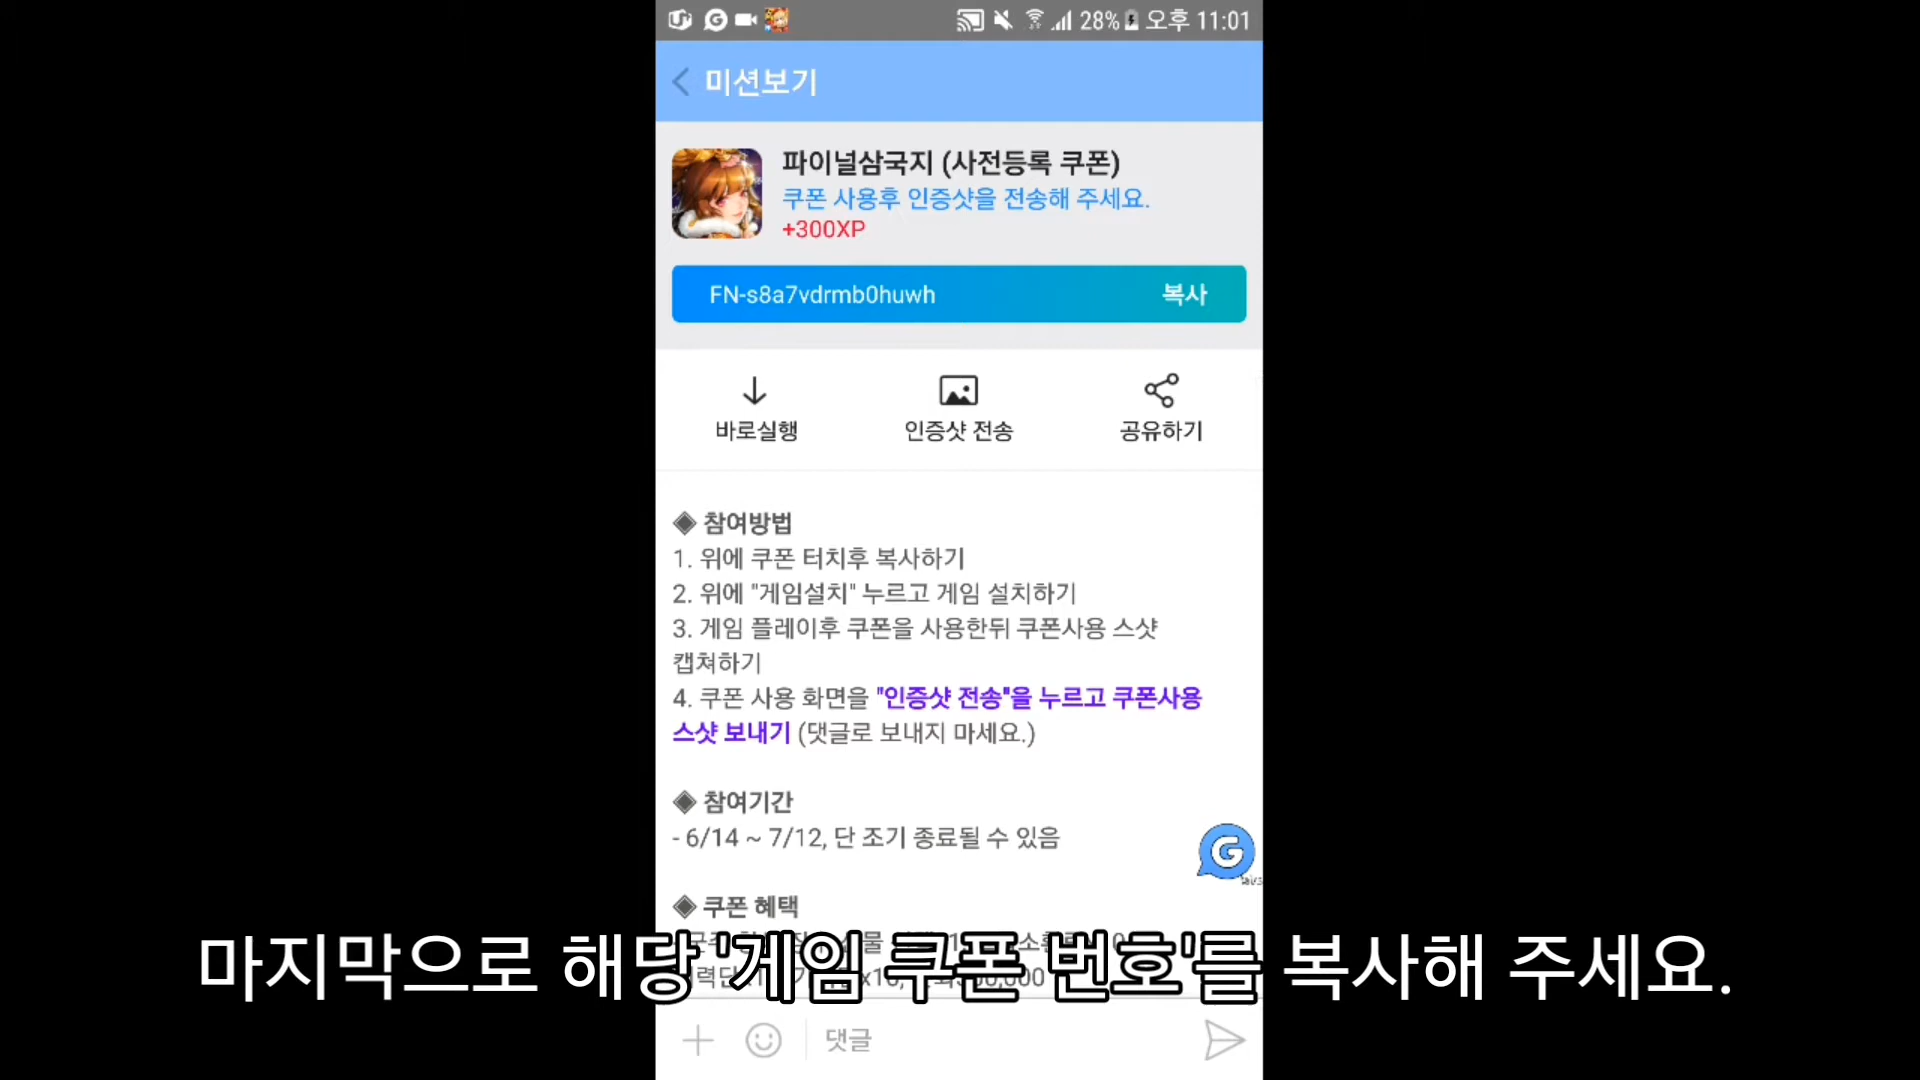 28% 오후 11:01
미션보기
파이널삼국지 (사전등록 쿠폰)
쿠폰 사용후 인증샷을 전송해 주세요.
+300XP
FN-s8a7vdrmb0huwh 복사
바로실행 인증샷 전송 공유하기
◈ 참여방법
1. 위에 쿠폰 터치후 복사하기
2. 위에 "게임설치" 누르고 게임 설치하기
3. 게임 플레이후 쿠폰을 사용한뒤 쿠폰사용 스샷
캡쳐하기
4. 쿠폰 사용 화면을 "인증샷 전송"을 누르고 쿠폰사용
스샷 보내기 (댓글로 보내지 마세요.)
◈ 참여기간
- 6/14 ~ 7/12, 단 조기 종료될 수 있음
◈ 쿠폰 혜택
마지막으로 해당 '게임 쿠폰 번호'를 복사해 주세요.
댓글